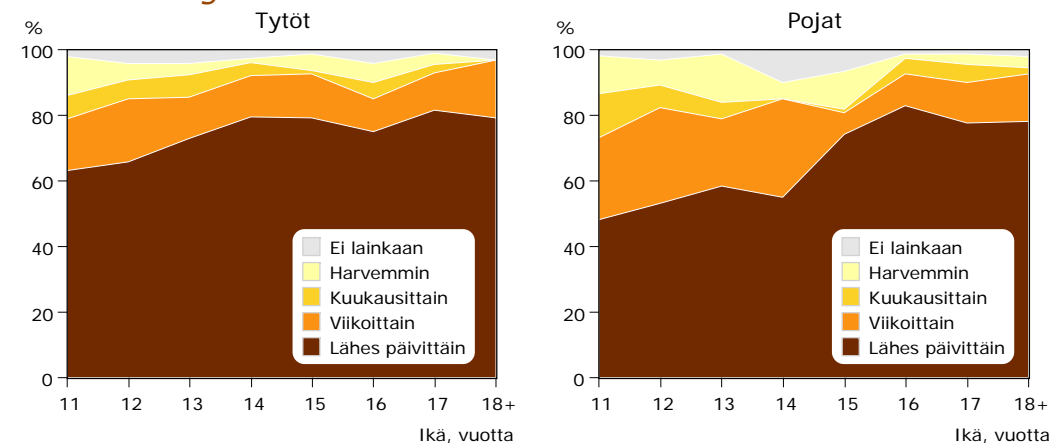 Tytöt
%
100
80
60
40
20
0
Ei lainkaan
Harvemmin
Kuukausittain
Viikoittain
Lähes päivittäin
11 12 13 14 15 16 17 18+
Ikä, vuotta
Pojat
%
100
80
60
40
20
0
Ei lainkaan
Harvemmin
Kuukausittain
Viikoittain
Lähes päivittäin
11 12 13 14 15 16 17 18+
Ikä, vuotta